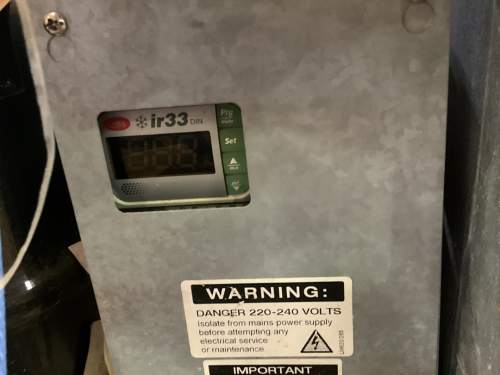 ir33 DIN
Prg
mute
Set
WARNING:
DANGER 220-240 VOLTS
Isolate from mains power supply
before attempting any
electrical service
or maintenance.
IMPORTANT